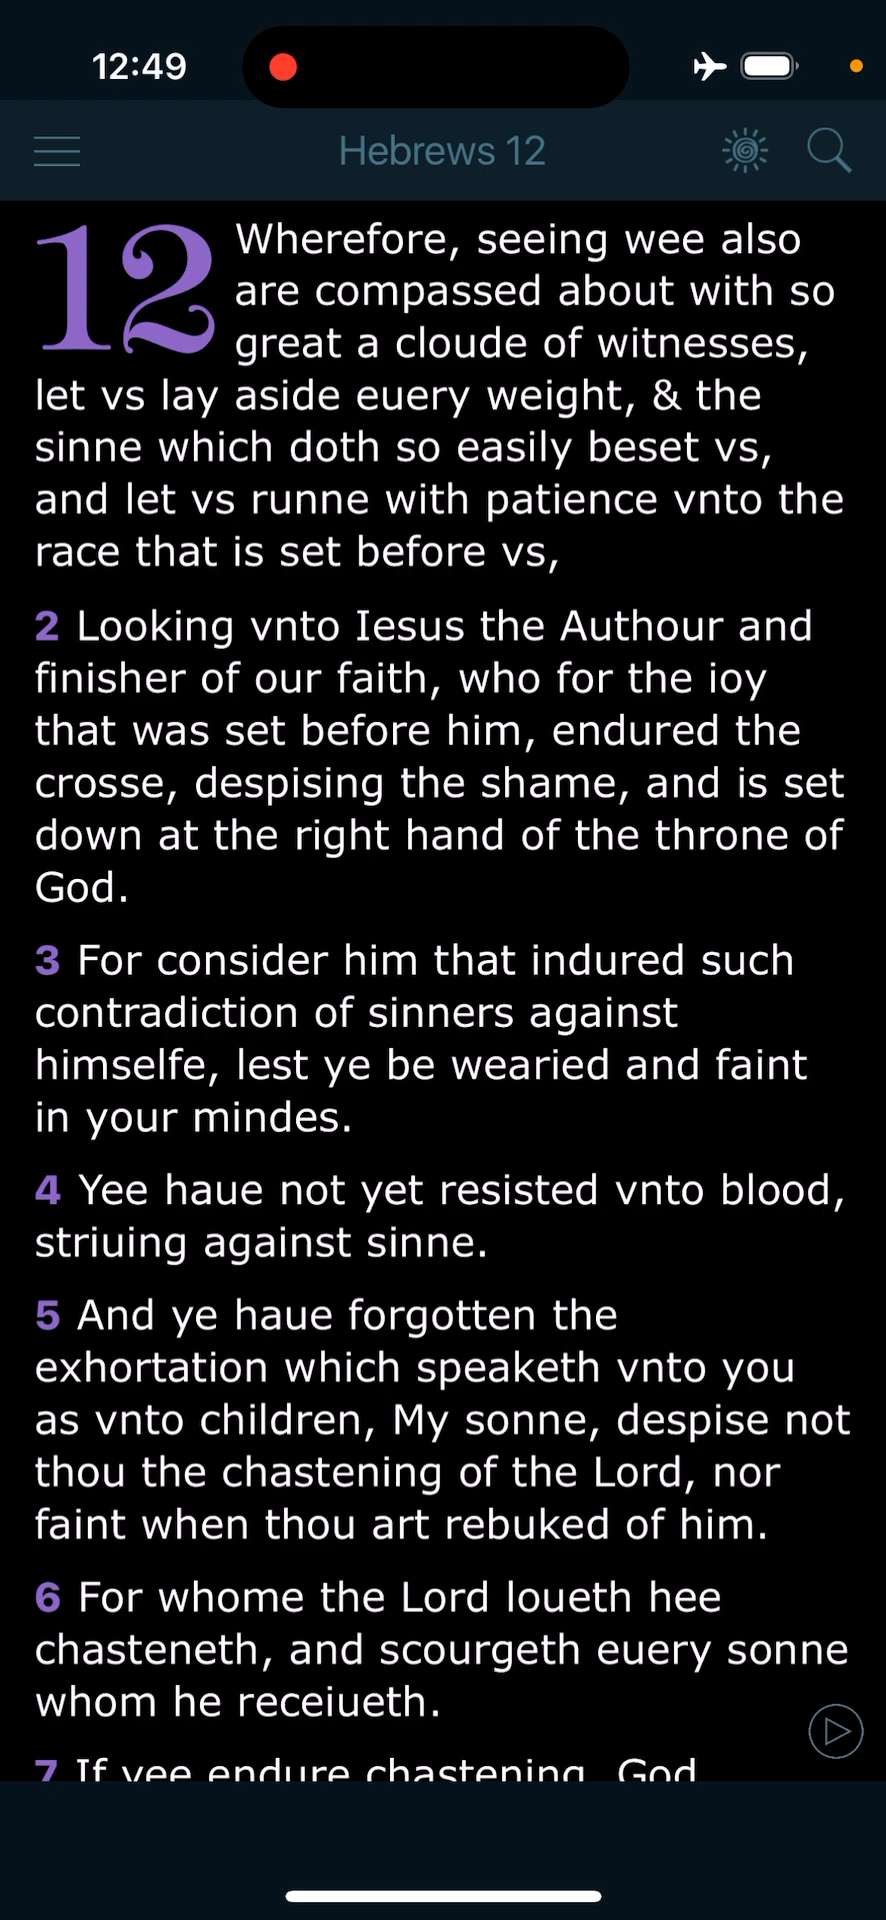 12:49
Hebrews 12
12 Wherefore, seeing wee also
are compassed about with so
great a cloude of witnesses,
let vs lay aside euery weight, & the
sinne which doth so easily beset vs,
and let vs runne with patience vnto the
race that is set before vs,
2 Looking vnto Iesus the Authour and
finisher of our faith, who for the ioy
that was set before him, endured the
crosse, despising the shame, and is set
down at the right hand of the throne of
God.
3 For consider him that indured such
contradiction of sinners against
himselfe, lest ye be wearied and faint
in your mindes.
4 Yee haue not yet resisted vnto blood,
striuing against sinne.
5 And ye haue forgotten the
exhortation which speaketh vnto you
as vnto children, My sonne, despise not
thou the chastening of the Lord, nor
faint when thou art rebuked of him.
6 For whome the Lord loueth hee
chasteneth, and scourgeth euery sonne
whom he receiueth.
7 If yee endure chastening, God